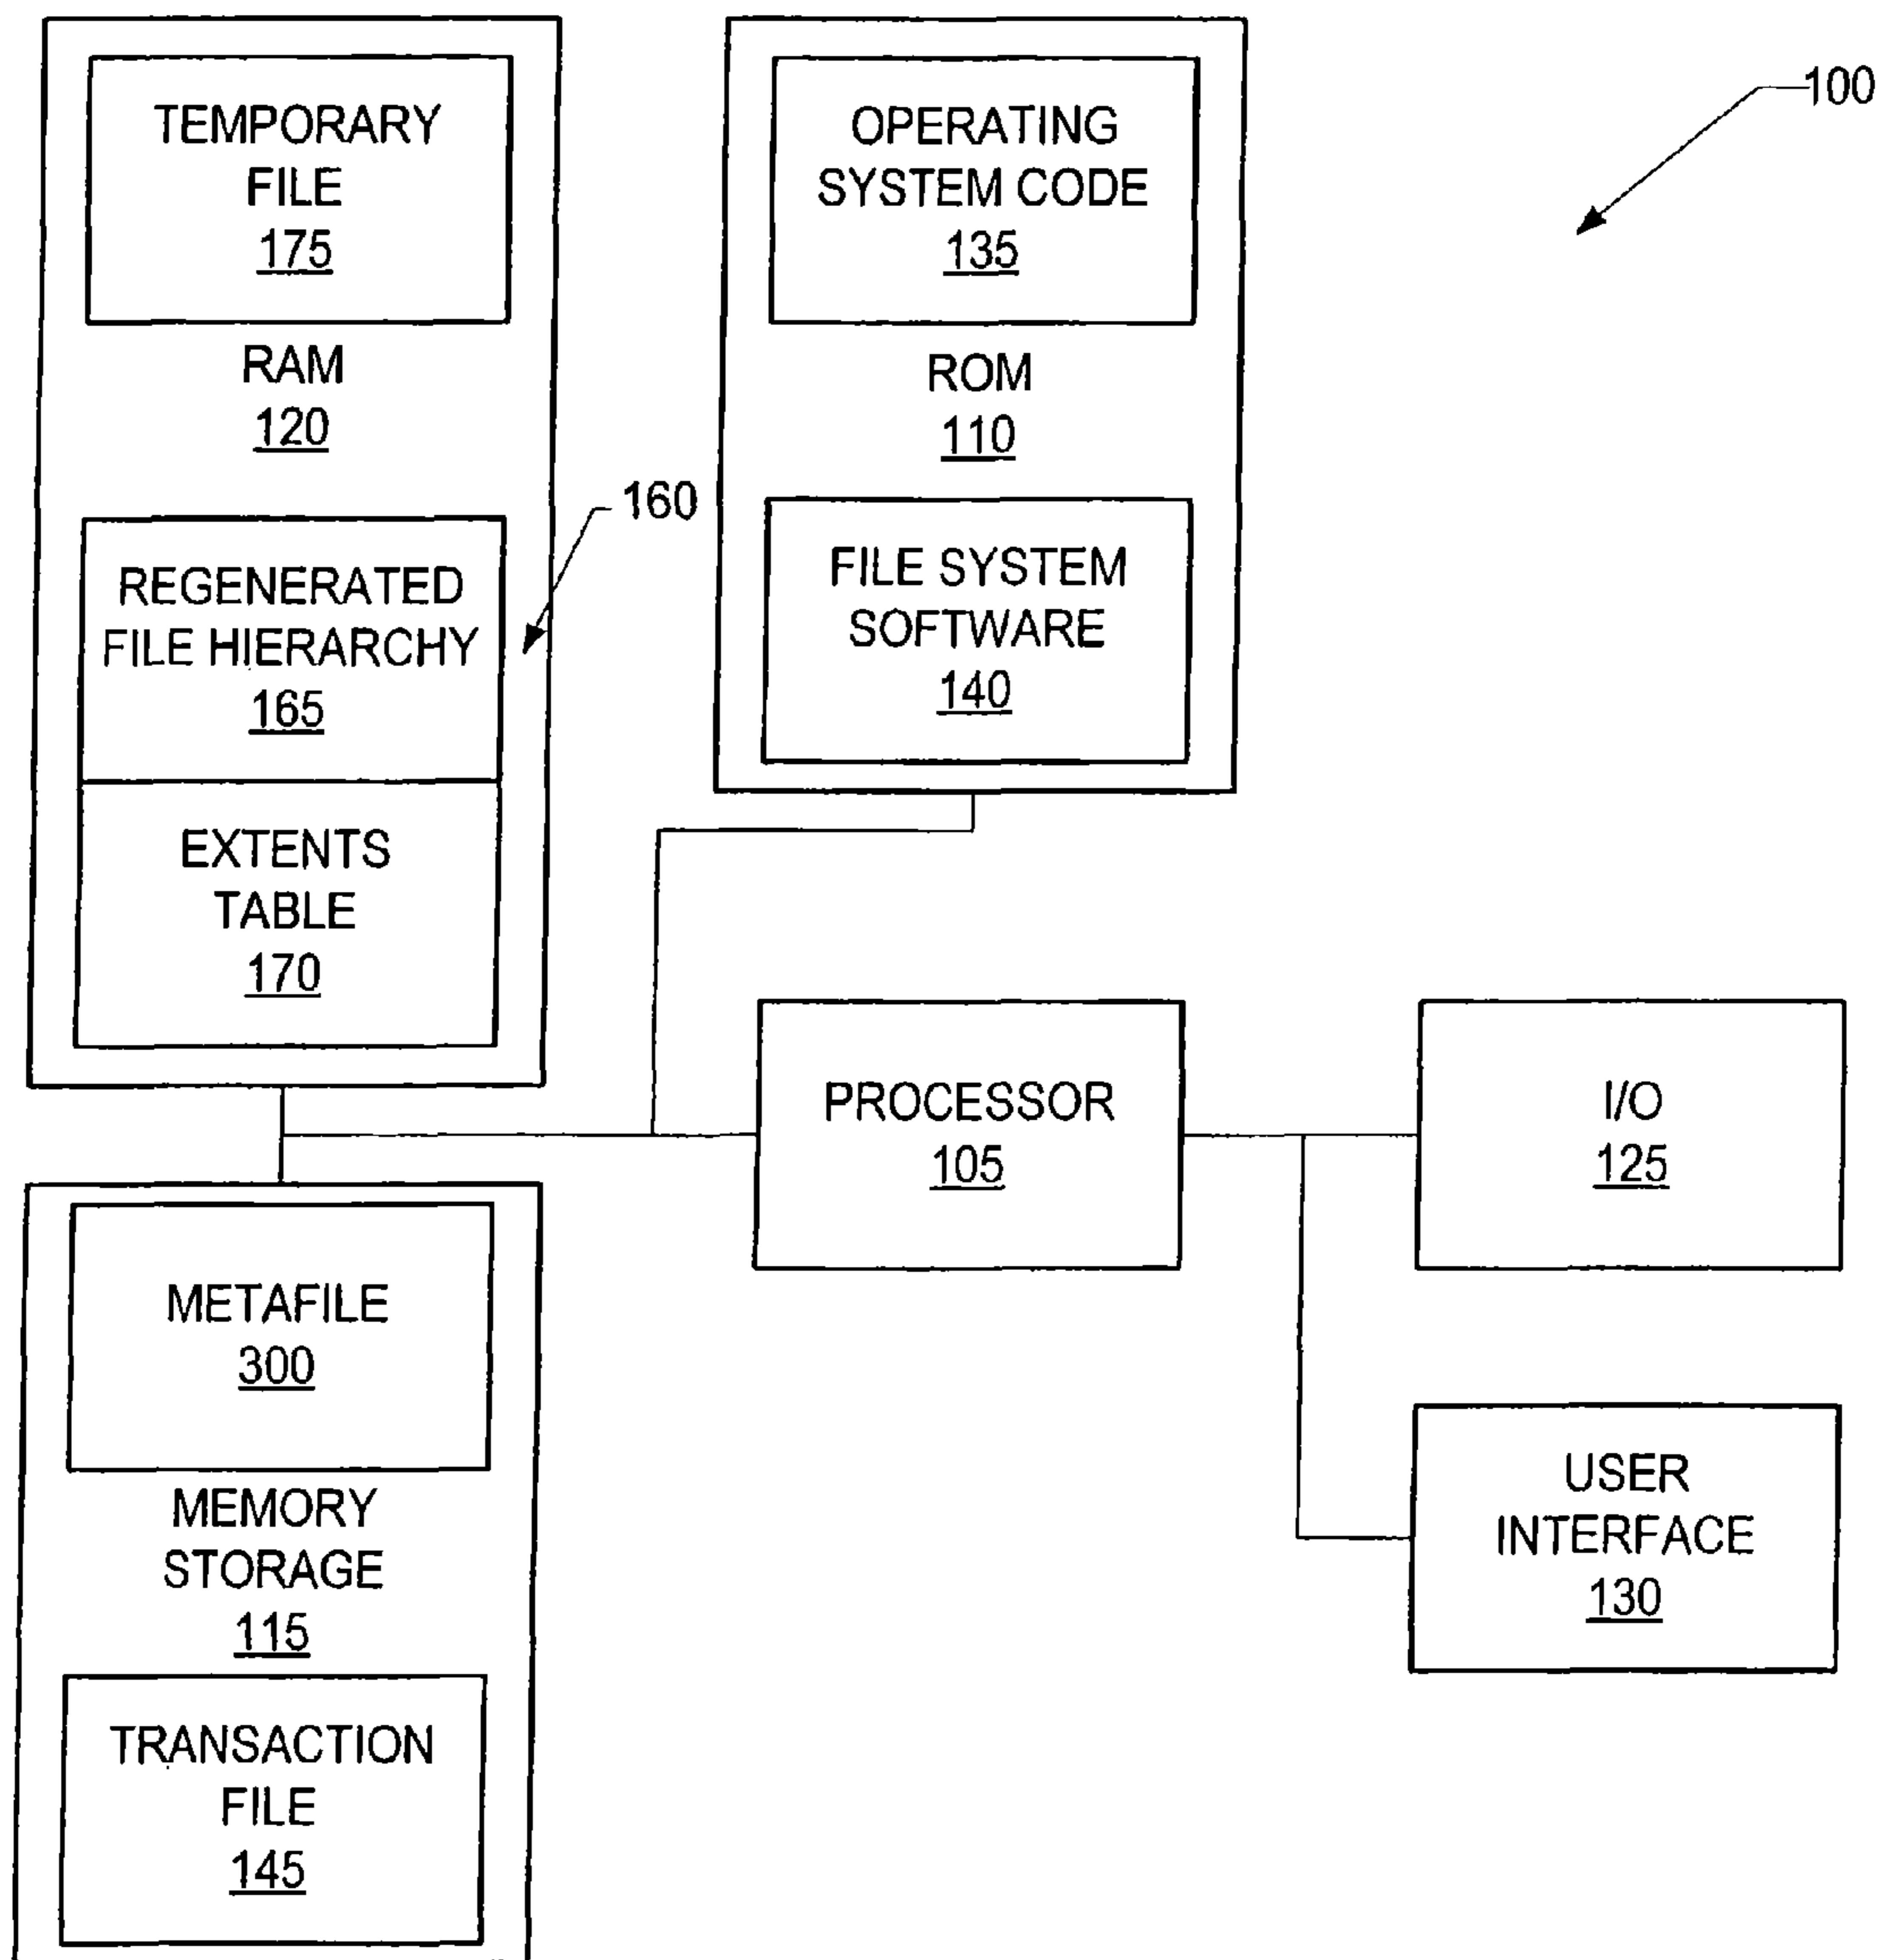 TEMPORARY
FILE
175
RAM
120
160
REGENERATED
FILE HIERARCHY
165
EXTENTS
TABLE
170
OPERATING
SYSTEM CODE
135
ROM
110
FILE SYSTEM
SOFTWARE
140
100
PROCESSOR
105
I/O
125
USER
INTERFACE
130
METAFILE
300
MEMORY
STORAGE
115
TRANSACTION
FILE
145